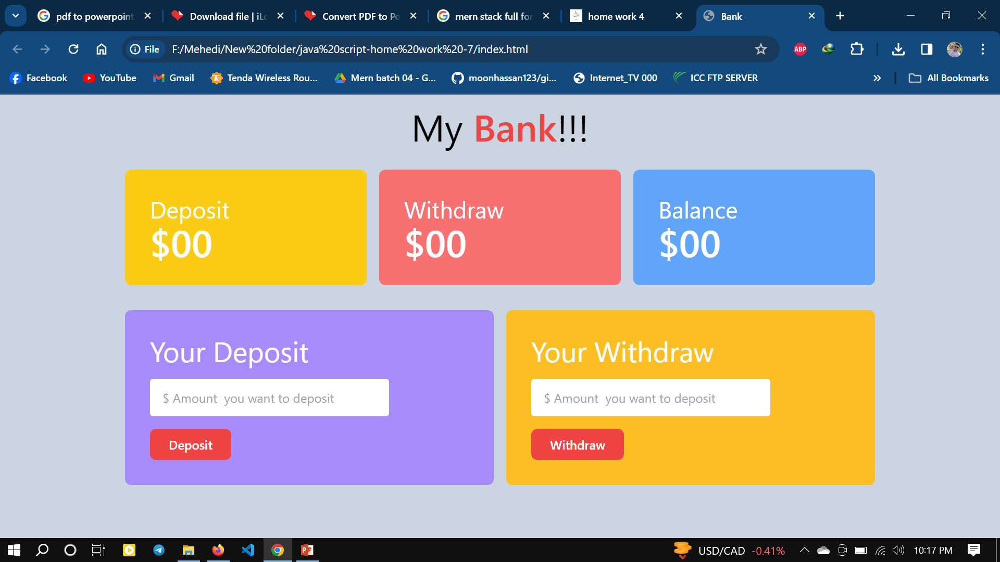 pdf to powerpoint
Download file | iLo
Convert PDF to Po
mern stack full for
home work 4
Bank
File
F:/Mehedi/New%20folder/java%20script-home%20work%20-7/index.html
ABP
Facebook
YouTube
Gmail
Tenda Wireless Rou...
Mern batch 04 - G...
moonhassan123/gi...
Internet_TV 000
ICC FTP SERVER
All Bookmarks
My Bank!!!
Deposit
$00
Withdraw
$00
Balance
$00
Your Deposit
$ Amount  you want to deposit
Deposit
Your Withdraw
$ Amount  you want to deposit
Withdraw
USD/CAD -0.41%
10:17 PM